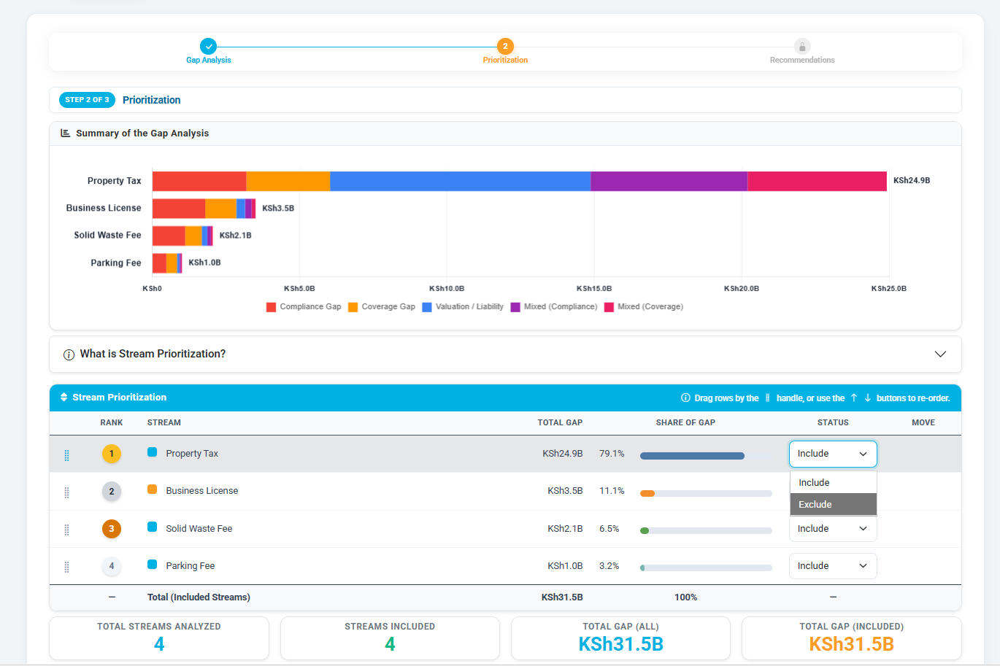 2
Gap Analysis
Prioritization
Recommendations
STEP 2 OF 3 Prioritization
Summary of the Gap Analysis
Property Tax KSh24.9B
Business License KSh3.5B
Solid Waste Fee KSh2.1B
Parking Fee KSh1.0B
KSh0 KSh5.0B KSh10.0B KSh15.0B KSh20.0B KSh25.0B
Compliance Gap Coverage Gap Valuation / Liability Mixed (Compliance) Mixed (Coverage)
What is Stream Prioritization?
Stream Prioritization Drag rows by the ⣿ handle, or use the ↑ ↓ buttons to re-order.
RANK STREAM TOTAL GAP SHARE OF GAP STATUS MOVE
1 Property Tax KSh24.9B 79.1% Include
Include
2 Business License KSh3.5B 11.1%
Exclude
3 Solid Waste Fee KSh2.1B 6.5% Include
4 Parking Fee KSh1.0B 3.2% Include
— Total (Included Streams) KSh31.5B 100% —
TOTAL STREAMS ANALYZED STREAMS INCLUDED TOTAL GAP (ALL) TOTAL GAP (INCLUDED)
4 4 KSh31.5B KSh31.5B